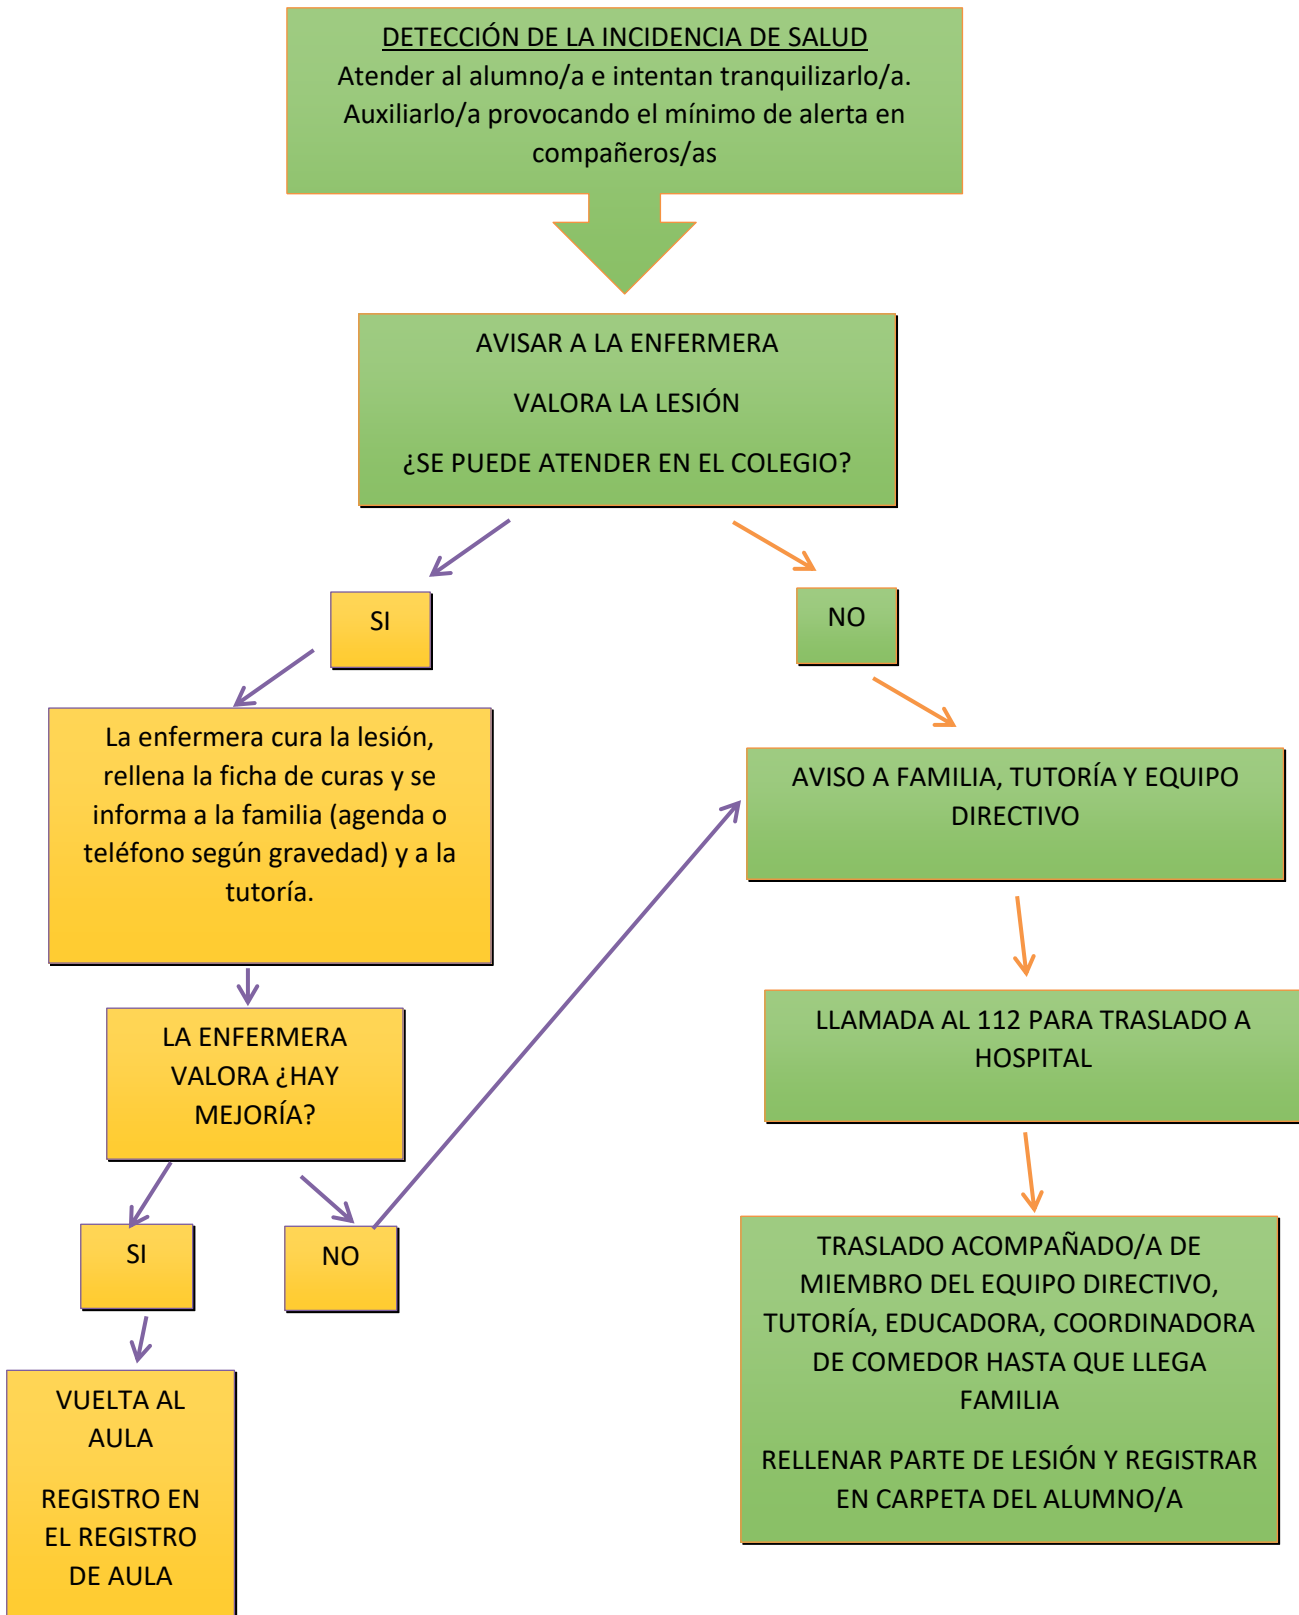 DETECCIÓN DE LA INCIDENCIA DE SALUD
Atender al alumno/a e intentan tranquilizarlo/a.
Auxiliarlo/a provocando el mínimo de alerta en
compañeros/as
AVISAR A LA ENFERMERA
VALORA LA LESIÓN
¿SE PUEDE ATENDER EN EL COLEGIO?
SI
NO
La enfermera cura la lesión,
rellena la ficha de curas y se
informa a la familia (agenda o
teléfono según gravedad) y a la
tutoría.
AVISO A FAMILIA, TUTORÍA Y EQUIPO
DIRECTIVO
LA ENFERMERA
VALORA ¿HAY
MEJORÍA?
LLAMADA AL 112 PARA TRASLADO A
HOSPITAL
SI
NO
TRASLADO ACOMPAÑADO/A DE
MIEMBRO DEL EQUIPO DIRECTIVO,
TUTORÍA, EDUCADORA, COORDINADORA
DE COMEDOR HASTA QUE LLEGA
FAMILIA
RELLENAR PARTE DE LESIÓN Y REGISTRAR
EN CARPETA DEL ALUMNO/A
VUELTA AL
AULA
REGISTRO EN
EL REGISTRO
DE AULA